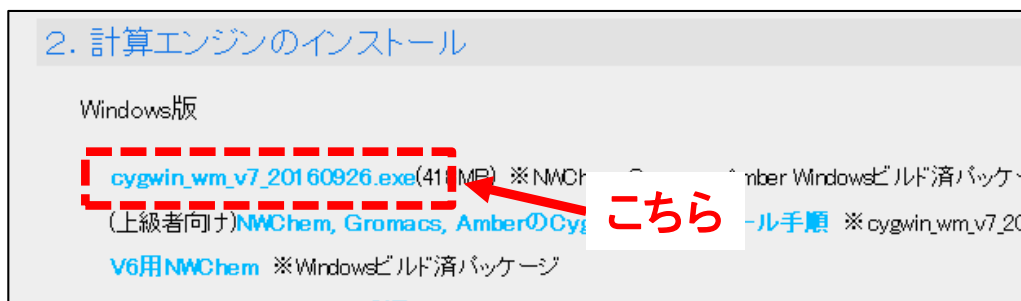 2. 計算エンジンのインストール
Windows版
cygwin_wm_v7_20160926.exe(41 MB) ※NWCh mber Windowsビルド済パッケー
(上級者向け)NWChem, Gromacs, AmberのCyg ール手順 ※cygwin_wm_v7_20
こちら
V6用NWChem ※Windowsビルド済パッケージ